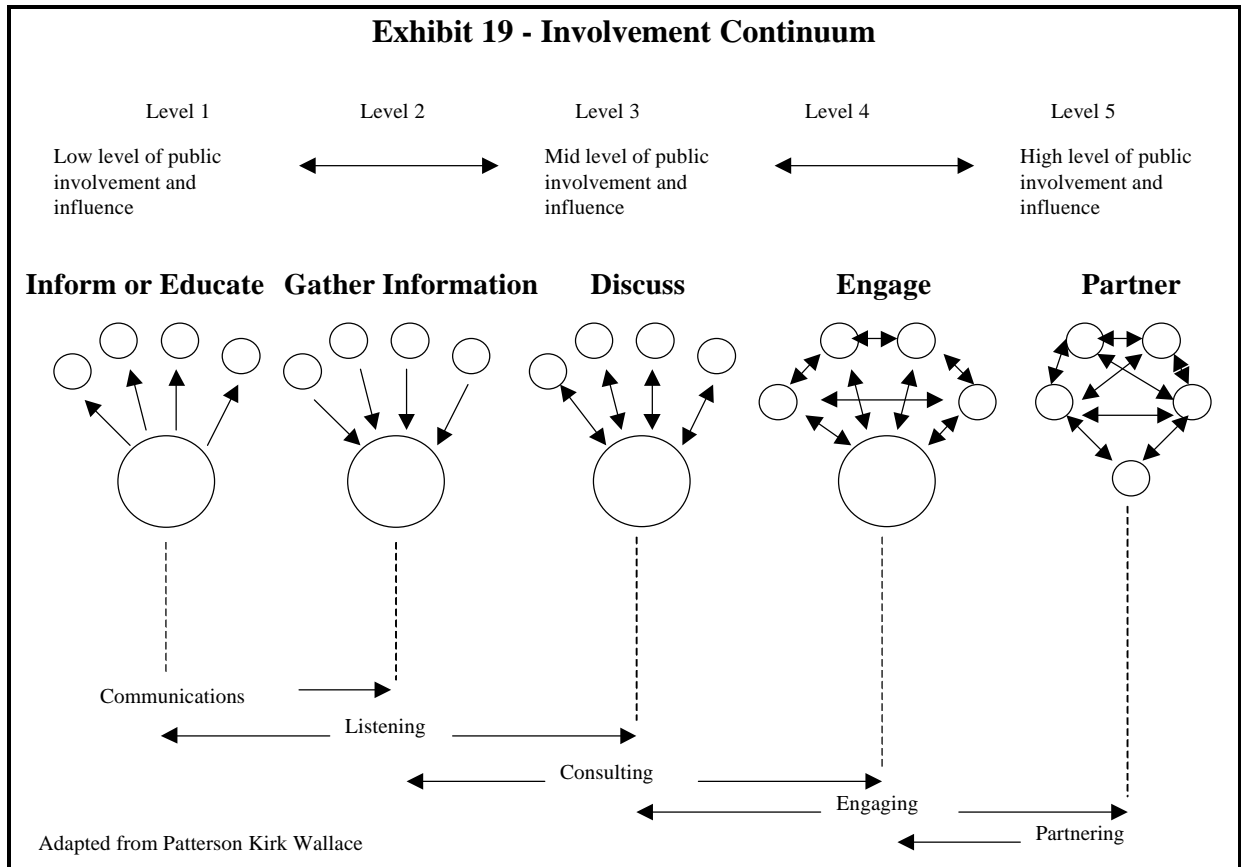 Exhibit 19 - Involvement Continuum
Level 1
Level 2
Level 3
Level 4
Level 5
Low level of public
involvement and
influence
Mid level of public
involvement and
influence
High level of public
involvement and
influence
Inform or Educate
Gather Information
Discuss
Engage
Partner
Communications
Listening
Consulting
Engaging
Partnering
Adapted from Patterson Kirk Wallace